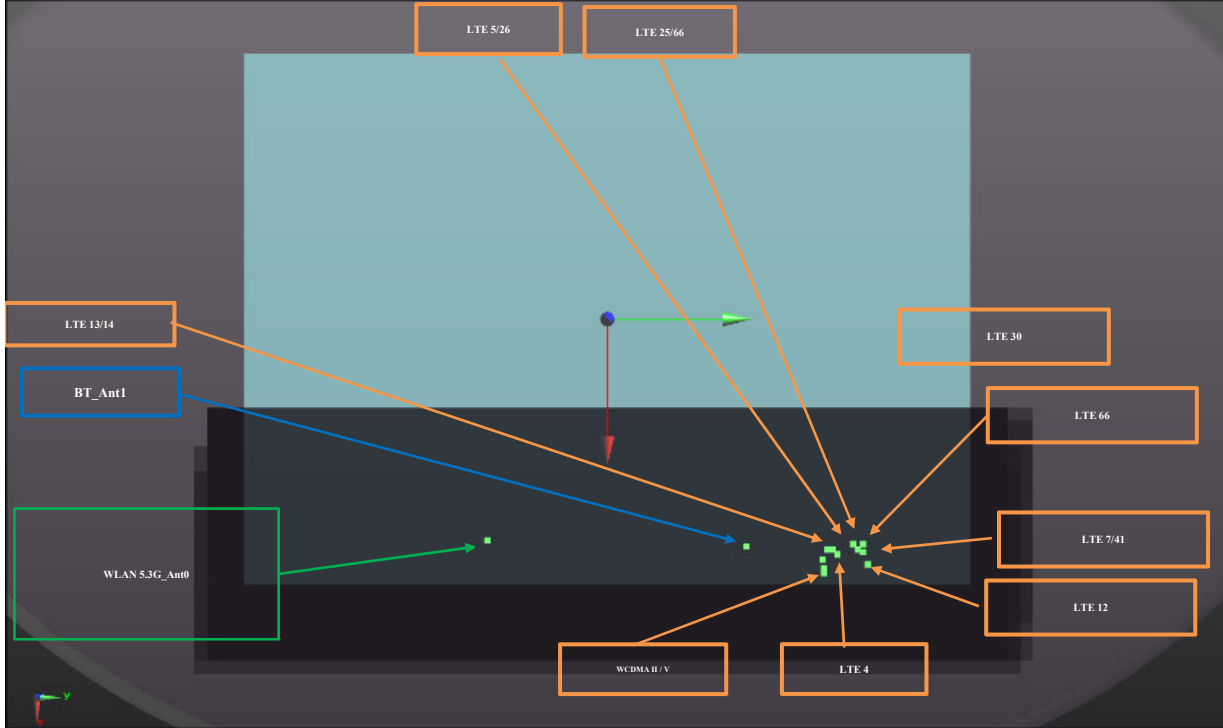 LTE 5/26
LTE 25/66
LTE 13/14
LTE 30
BT_Ant1
LTE 66
LTE 7/41
WLAN 5.3G_Ant0
LTE 12
WCDMA II / V
LTE 4
y